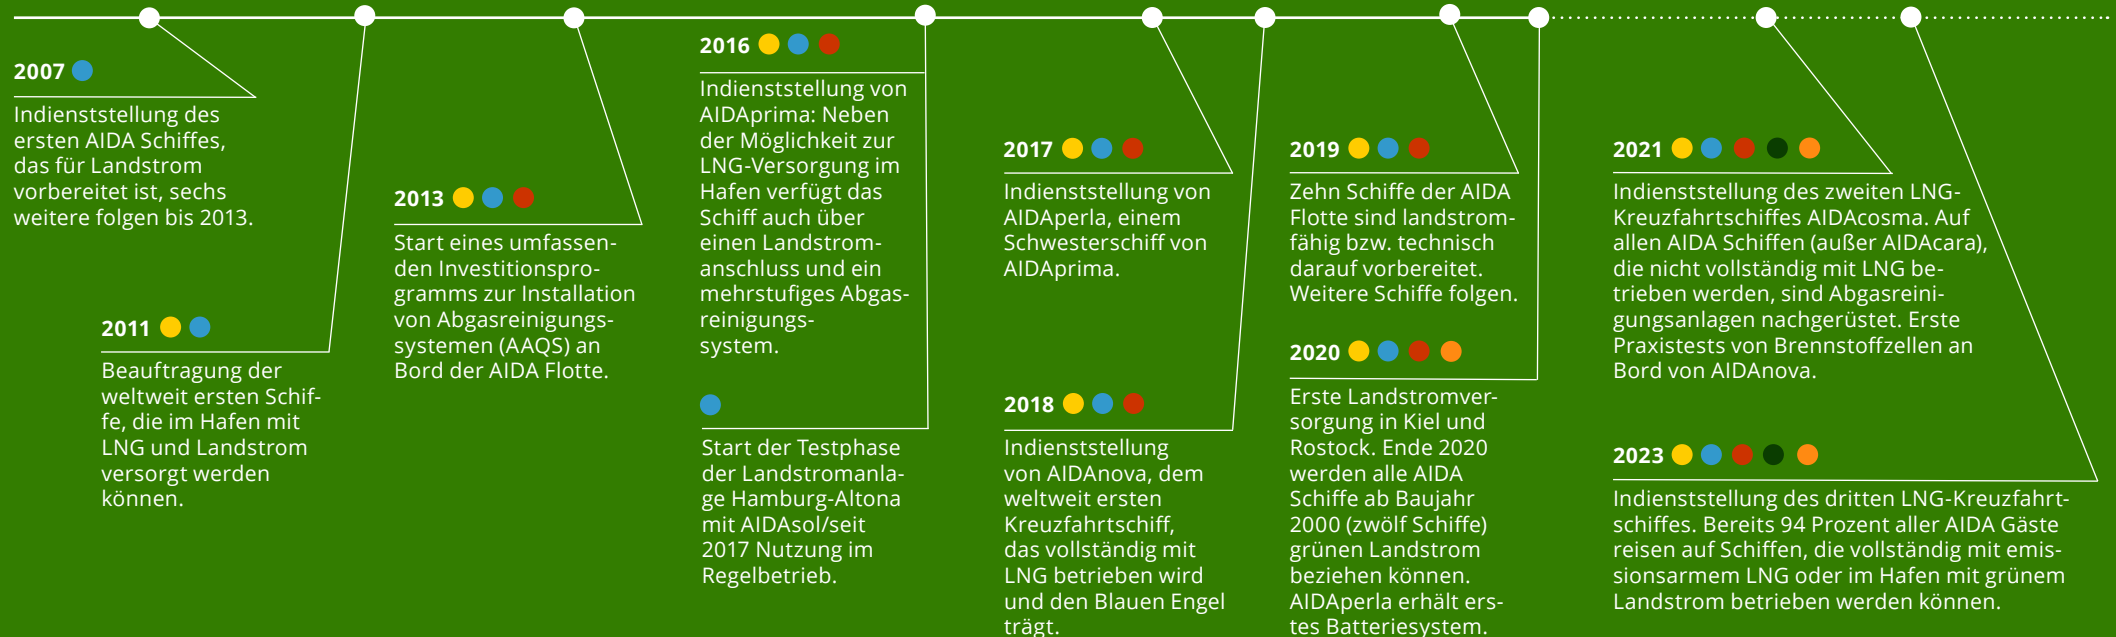 2007
Indienststellung des
ersten AIDA Schiffes,
das für Landstrom
vorbereitet ist, sechs
weitere folgen bis 2013.
2011
Beauftragung der
weltweit ersten Schif-
fe, die im Hafen mit
LNG und Landstrom
versorgt werden
können.
2013
Start eines umfassen-
den Investitionspro-
gramms zur Installation
von Abgasreinigungs-
systemen (AAQS) an
Bord der AIDA Flotte.
2016
Indienststellung von
AIDAprima: Neben
der Möglichkeit zur
LNG-Versorgung im
Hafen verfügt das
Schiff auch über
einen Landstrom-
anschluss und ein
mehrstufiges Abgas-
reinigungs-
system.
Start der Testphase
der Landstromanla-
ge Hamburg-Altona
mit AIDAsol/seit
2017 Nutzung im
Regelbetrieb.
2017
Indienststellung von
AIDAperla, einem
Schwesterschiff von
AIDAprima.
2018
Indienststellung
von AIDAnova, dem
weltweit ersten
Kreuzfahrtschiff,
das vollständig mit
LNG betrieben wird
und den Blauen Engel
trägt.
2019
Zehn Schiffe der AIDA
Flotte sind landstrom-
fähig bzw. technisch
darauf vorbereitet.
Weitere Schiffe folgen.
2020
Erste Landstromver-
sorgung in Kiel und
Rostock. Ende 2020
werden alle AIDA
Schiffe ab Baujahr
2000 (zwölf Schiffe)
grünen Landstrom
beziehen können.
AIDAperla erhält ers-
tes Batteriesystem.
2021
Indienststellung des zweiten LNG-
Kreuzfahrtschiffes AIDAcosma. Auf
allen AIDA Schiffen (außer AIDAcara),
die nicht vollständig mit LNG be-
trieben werden, sind Abgasreini-
gungsanlagen nachgerüstet. Erste
Praxistests von Brennstoffzellen an
Bord von AIDAnova.
2023
Indienststellung des dritten LNG-Kreuzfahrt-
schiffes. Bereits 94 Prozent aller AIDA Gäste
reisen auf Schiffen, die vollständig mit emis-
sionsarmem LNG oder im Hafen mit grünem
Landstrom betrieben werden können.